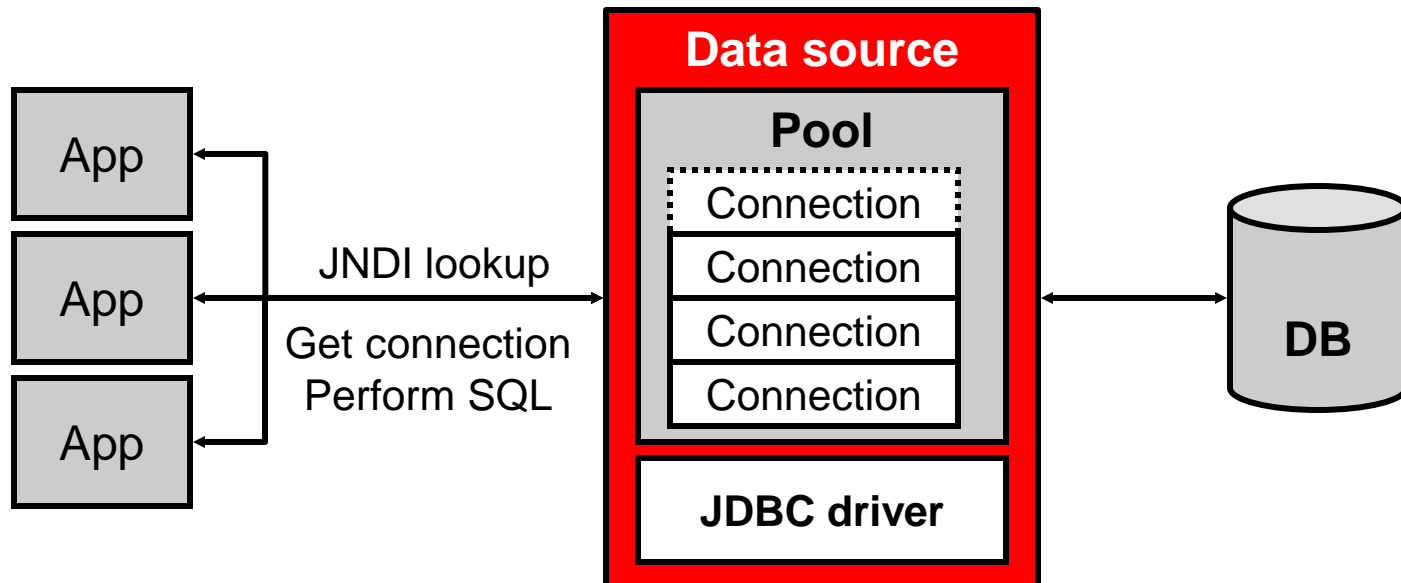 App
App
App
JNDI lookup
Get connection
Perform SQL
Data source
Pool
Connection
Connection
Connection
Connection
JDBC driver
DB